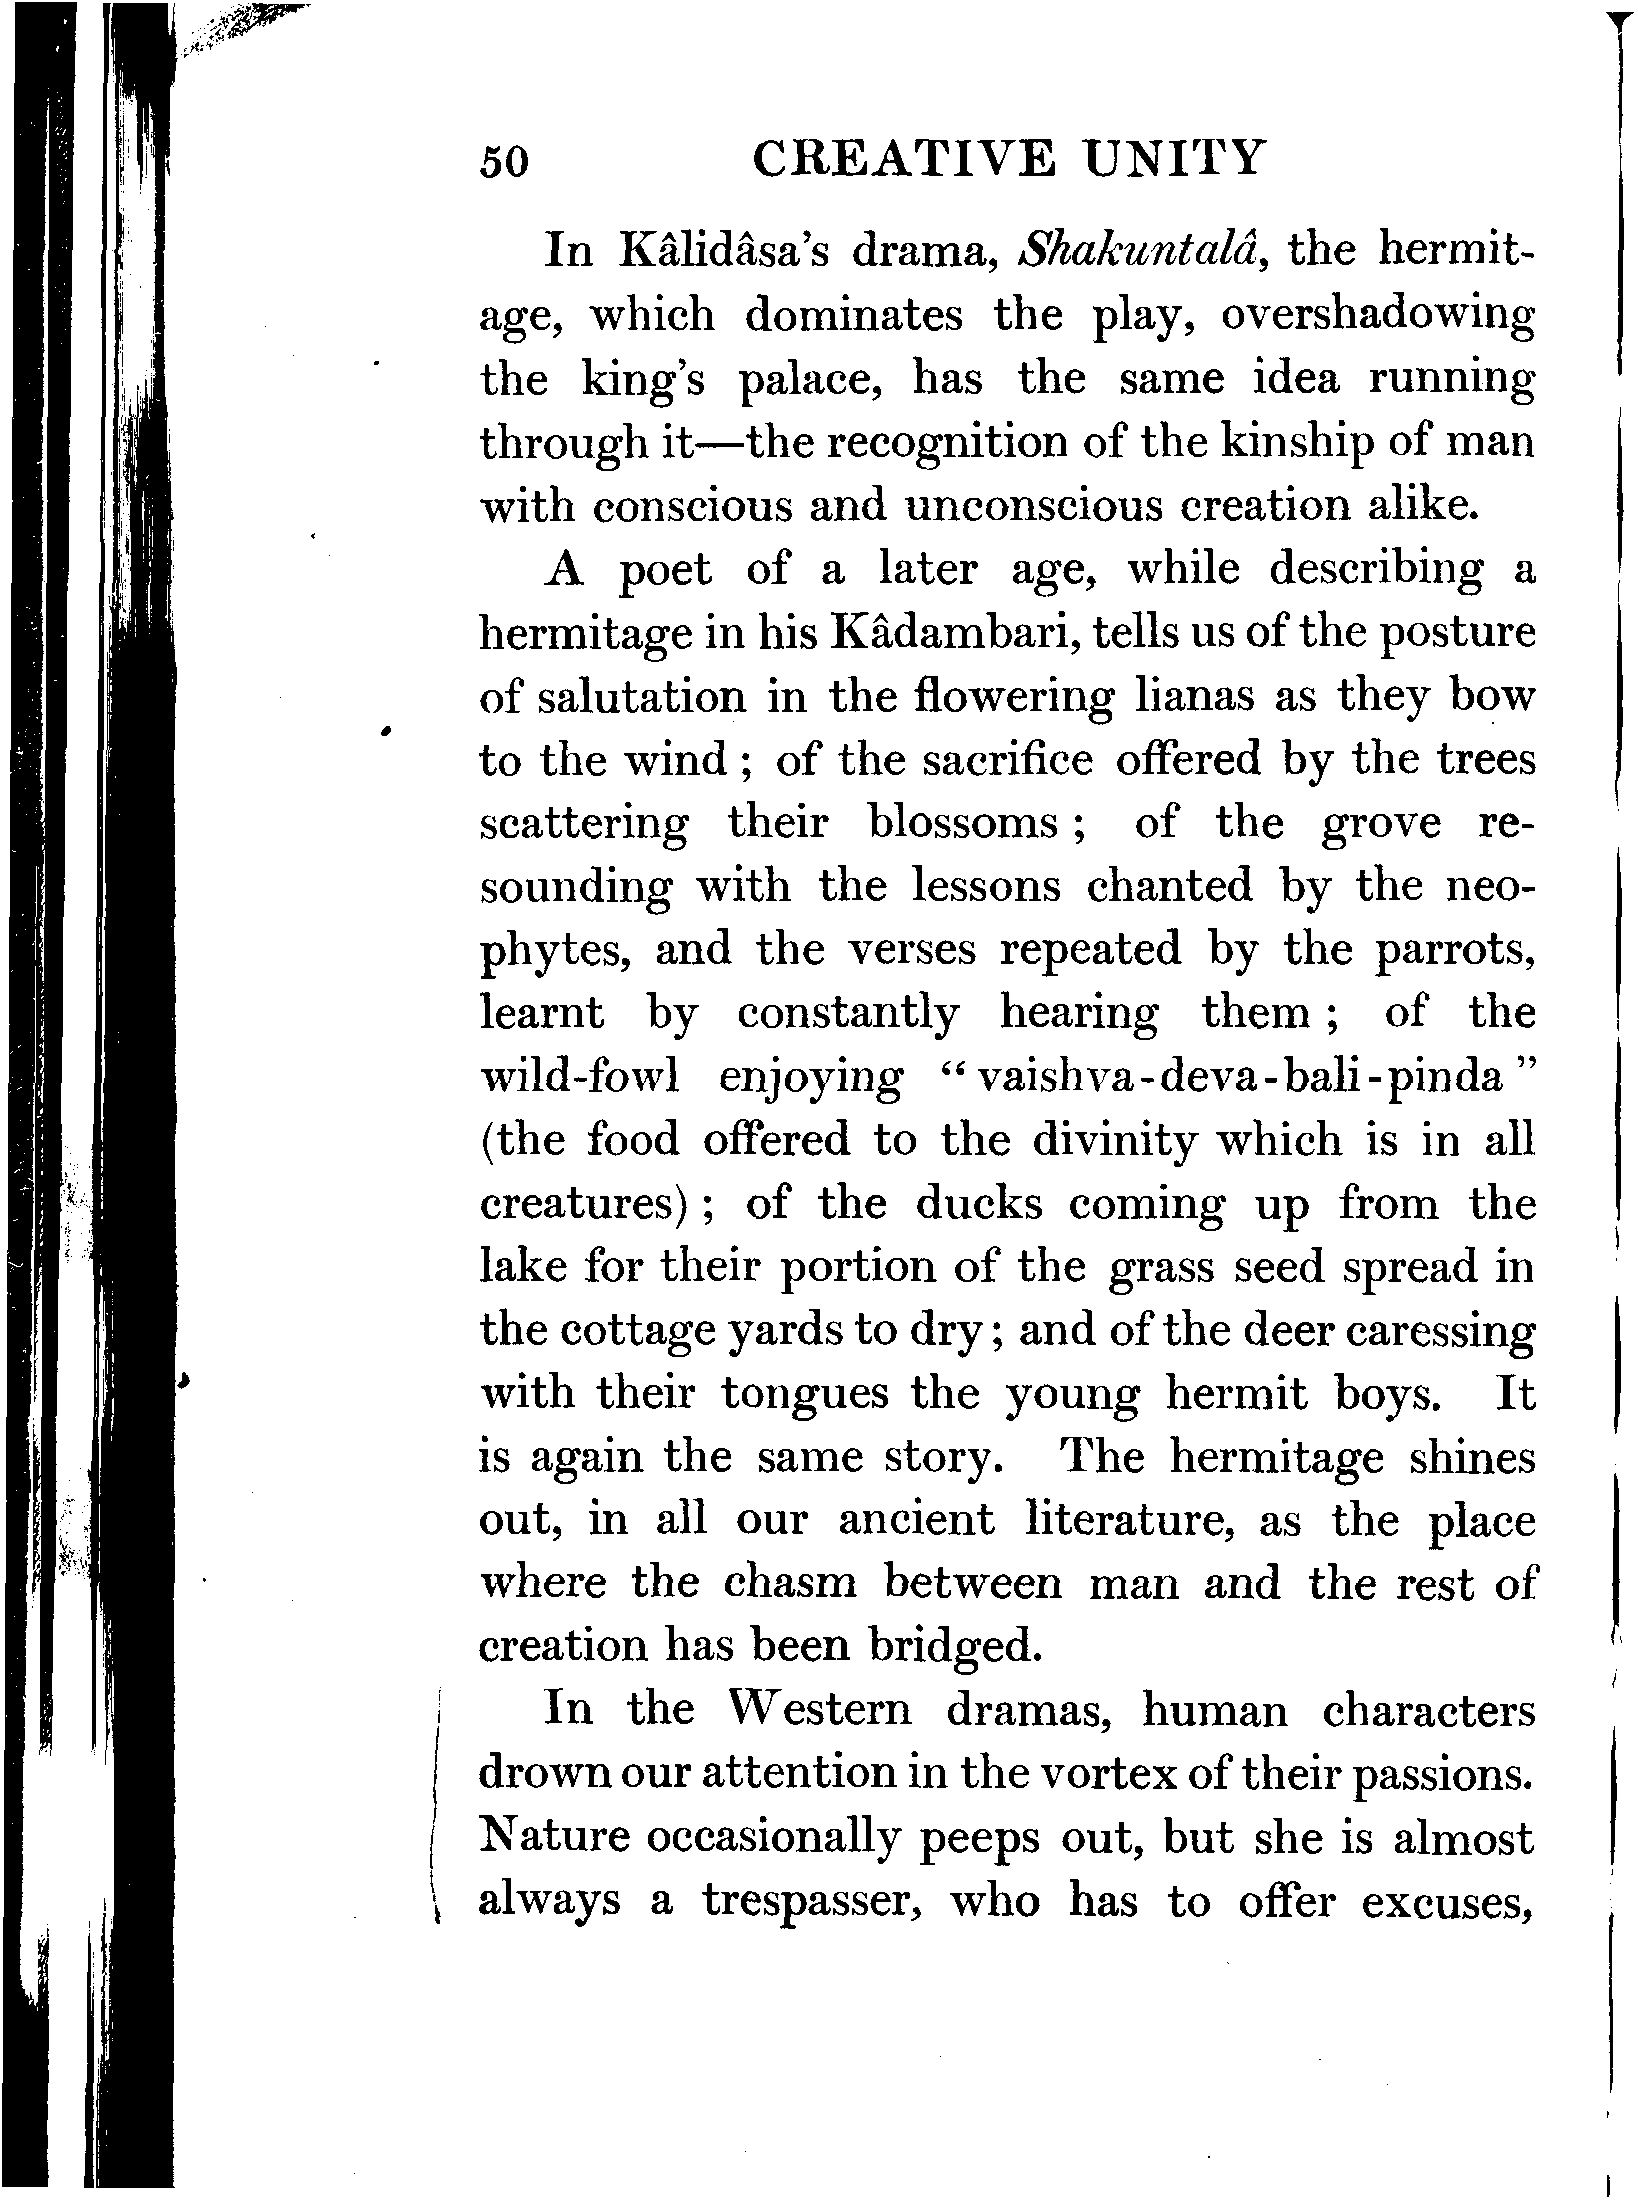 50 CREATIVE UNITY
In Kâlidâsa's drama, Shakuntalâ, the hermit-
age, which dominates the play, overshadowing
the king's palace, has the same idea running
through it—the recognition of the kinship of man
with conscious and unconscious creation alike.
A poet of a later age, while describing a
hermitage in his Kâdambari, tells us of the posture
of salutation in the flowering lianas as they bow
to the wind ; of the sacrifice offered by the trees
scattering their blossoms ; of the grove re-
sounding with the lessons chanted by the neo-
phytes, and the verses repeated by the parrots,
learnt by constantly hearing them ; of the
wild-fowl enjoying “ vaishva-deva-bali-pinda ”
(the food offered to the divinity which is in all
creatures) ; of the ducks coming up from the
lake for their portion of the grass seed spread in
the cottage yards to dry ; and of the deer caressing
with their tongues the young hermit boys. It
is again the same story. The hermitage shines
out, in all our ancient literature, as the place
where the chasm between man and the rest of
creation has been bridged.
In the Western dramas, human characters
drown our attention in the vortex of their passions.
Nature occasionally peeps out, but she is almost
always a trespasser, who has to offer excuses,